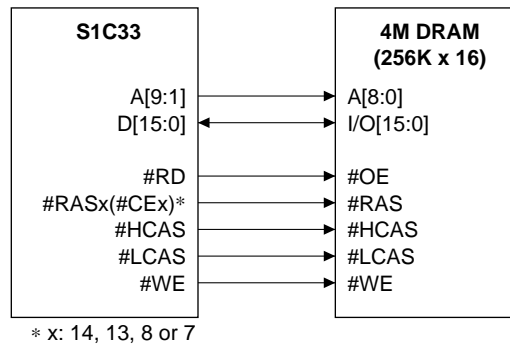 S1C33
A[9:1]
D[15:0]
#RD
#RASx(#CEx)*
#HCAS
#LCAS
#WE
4M DRAM
(256K x 16)
A[8:0]
I/O[15:0]
#OE
#RAS
#HCAS
#LCAS
#WE
* x: 14, 13, 8 or 7